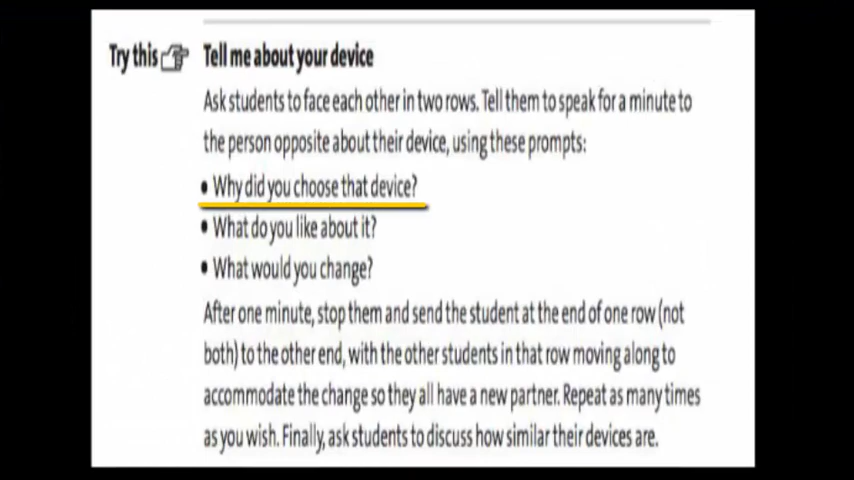 Try this Tell me about your device
Ask students to face each other in two rows. Tell them to speak for a minute to
the person opposite about their device, using these prompts:
• Why did you choose that device?
• What do you like about it?
• What would you change?
After one minute, stop them and send the student at the end of one row (not
both) to the other end, with the other students in that row moving along to
accommodate the change so they all have a new partner. Repeat as many times
as you wish. Finally, ask students to discuss how similar their devices are.